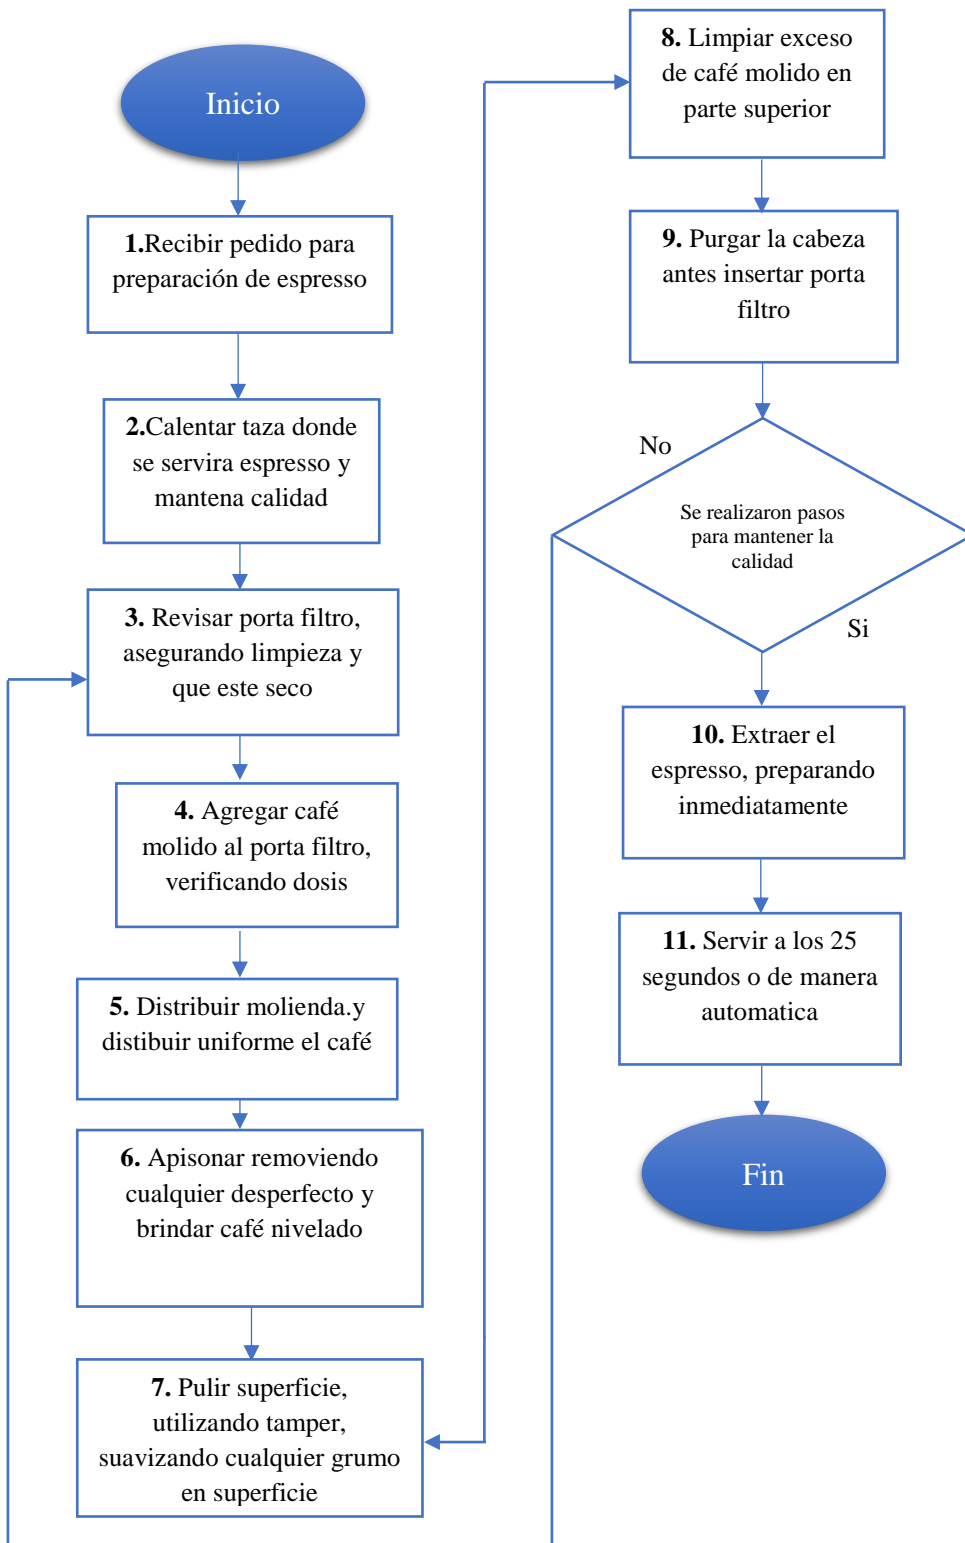 Inicio
1.Recibir pedido para
preparación de espresso
2.Calentar taza donde
se servira espresso y
mantena calidad
3. Revisar porta filtro,
asegurando limpieza y
que este seco
4. Agregar café
molido al porta filtro,
verificando dosis
5. Distribuir molienda.y
distibuir uniforme el café
6. Apisonar removiendo
cualquier desperfecto y
brindar café nivelado
7. Pulir superficie,
utilizando tamper,
suavizando cualquier grumo
en superficie
8. Limpiar exceso
de café molido en
parte superior
9. Purgar la cabeza
antes insertar porta
filtro
No
Se realizaron pasos
para mantener la
calidad
Si
10. Extraer el
espresso, preparando
inmediatamente
11. Servir a los 25
segundos o de manera
automatica
Fin